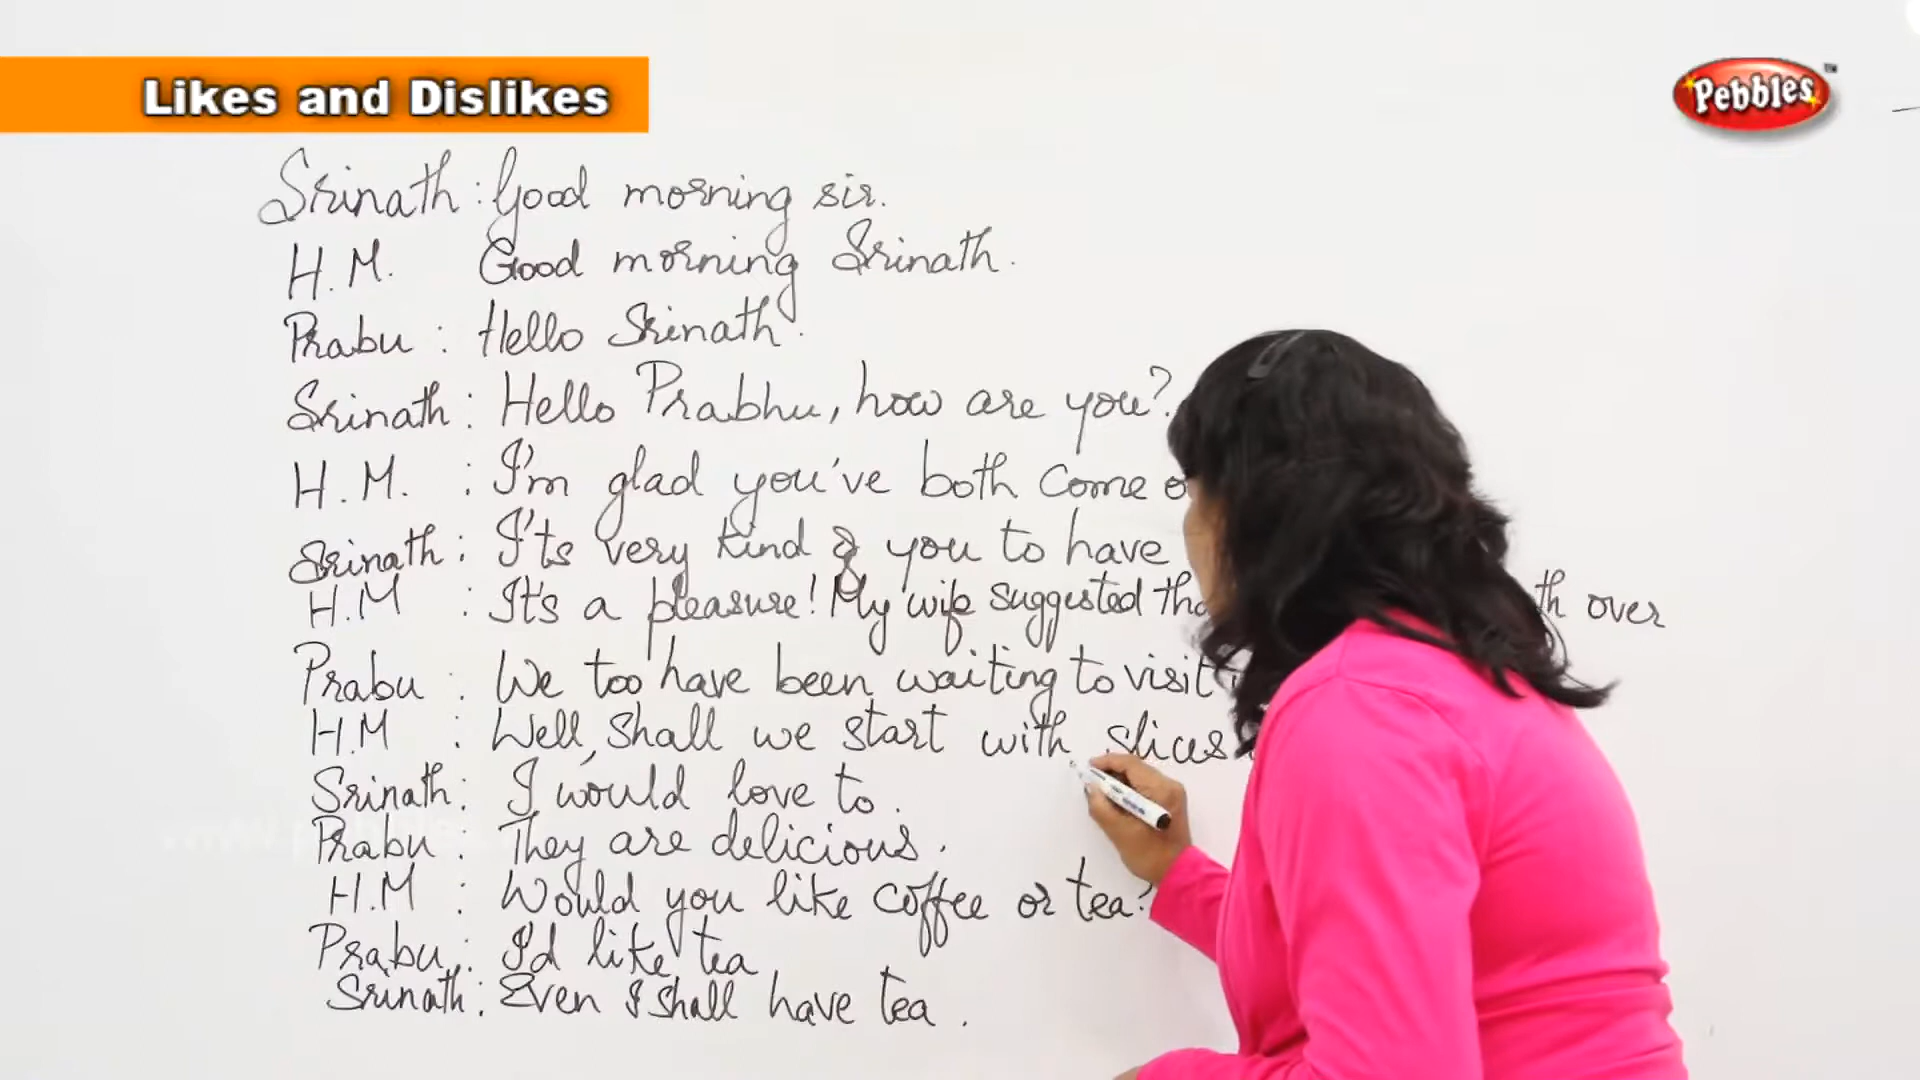 Likes and Dislikes
Pebbles™
Srinath : Good morning sir.
H.M. Good morning Srinath.
Prabu : Hello Srinath.
Srinath : Hello Prabhu, how are you?
H.M. : I'm glad you've both come
Srinath : I'ts very kind of you to have
H.M : It's a pleasure! My wife suggested over
Prabu : We too have been waiting to visit
H.M : Well, shall we start with slices
Srinath : I would love to.
Prabu : They are delicious.
H.M : Would you like coffee or tea?
Prabu : I'd like tea
Srinath : Even I shall have tea.